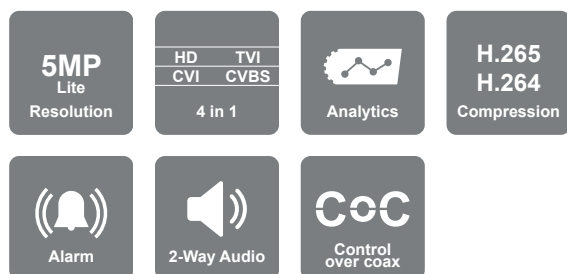 5MP
Lite
Resolution
HD TVI
CVI CVBS
4 in 1
Analytics
H.265
H.264
Compression
Alarm
2-Way Audio
CoC
Control
over coax